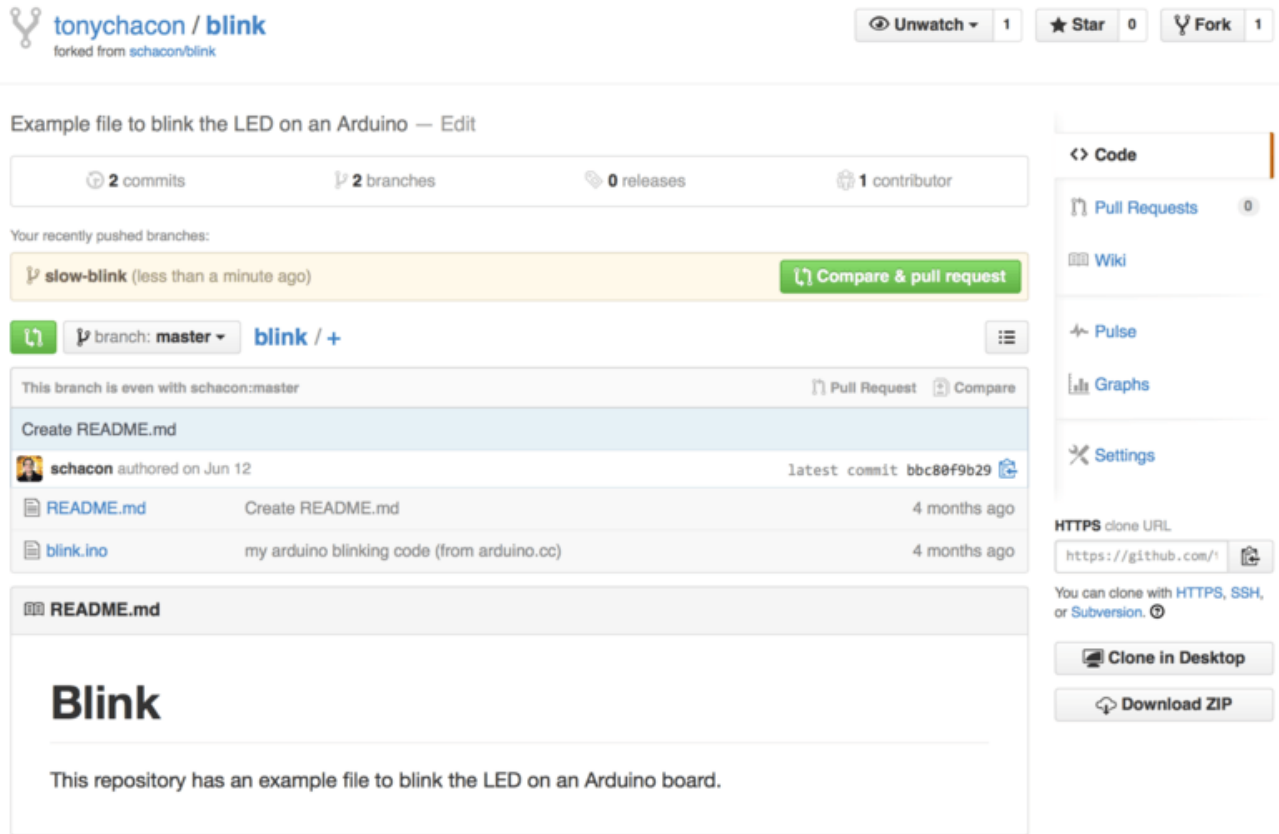 tonychacon / blink
forked from schacon/blink
Unwatch 1 Star 0 Fork 1
Example file to blink the LED on an Arduino — Edit
2 commits 2 branches 0 releases 1 contributor
Your recently pushed branches:
slow-blink (less than a minute ago) Compare & pull request
branch: master blink / +
This branch is even with schacon:master Pull Request Compare
Create README.md
schacon authored on Jun 12 latest commit bbc80f9b29
README.md Create README.md 4 months ago
blink.ino my arduino blinking code (from arduino.cc) 4 months ago
README.md
Blink
This repository has an example file to blink the LED on an Arduino board.
Code
Pull Requests 0
Wiki
Pulse
Graphs
Settings
HTTPS clone URL
https://github.com/
You can clone with HTTPS, SSH,
or Subversion.
Clone in Desktop
Download ZIP